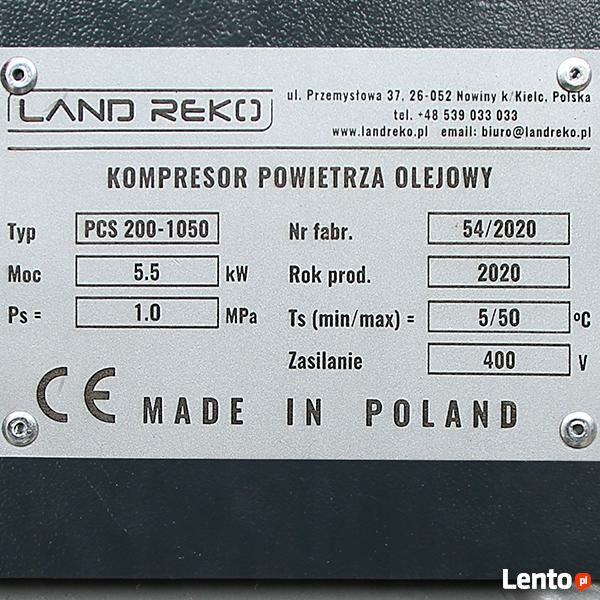 LAND REKO
ul. Przemysłowa 37, 26-052 Nowiny k/Kielc, Polska
tel. +48 539 033 033
www.landreko.pl email: biuro@landreko.pl
KOMPRESOR POWIETRZA OLEJOWY
Typ PCS 200-1050 Nr fabr. 54/2020
Moc 5.5 kW Rok prod. 2020
Ps = 1.0 MPa Ts (min/max) = 5/50 °C
Zasilanie 400 V
CE MADE IN POLAND
Lento.pl